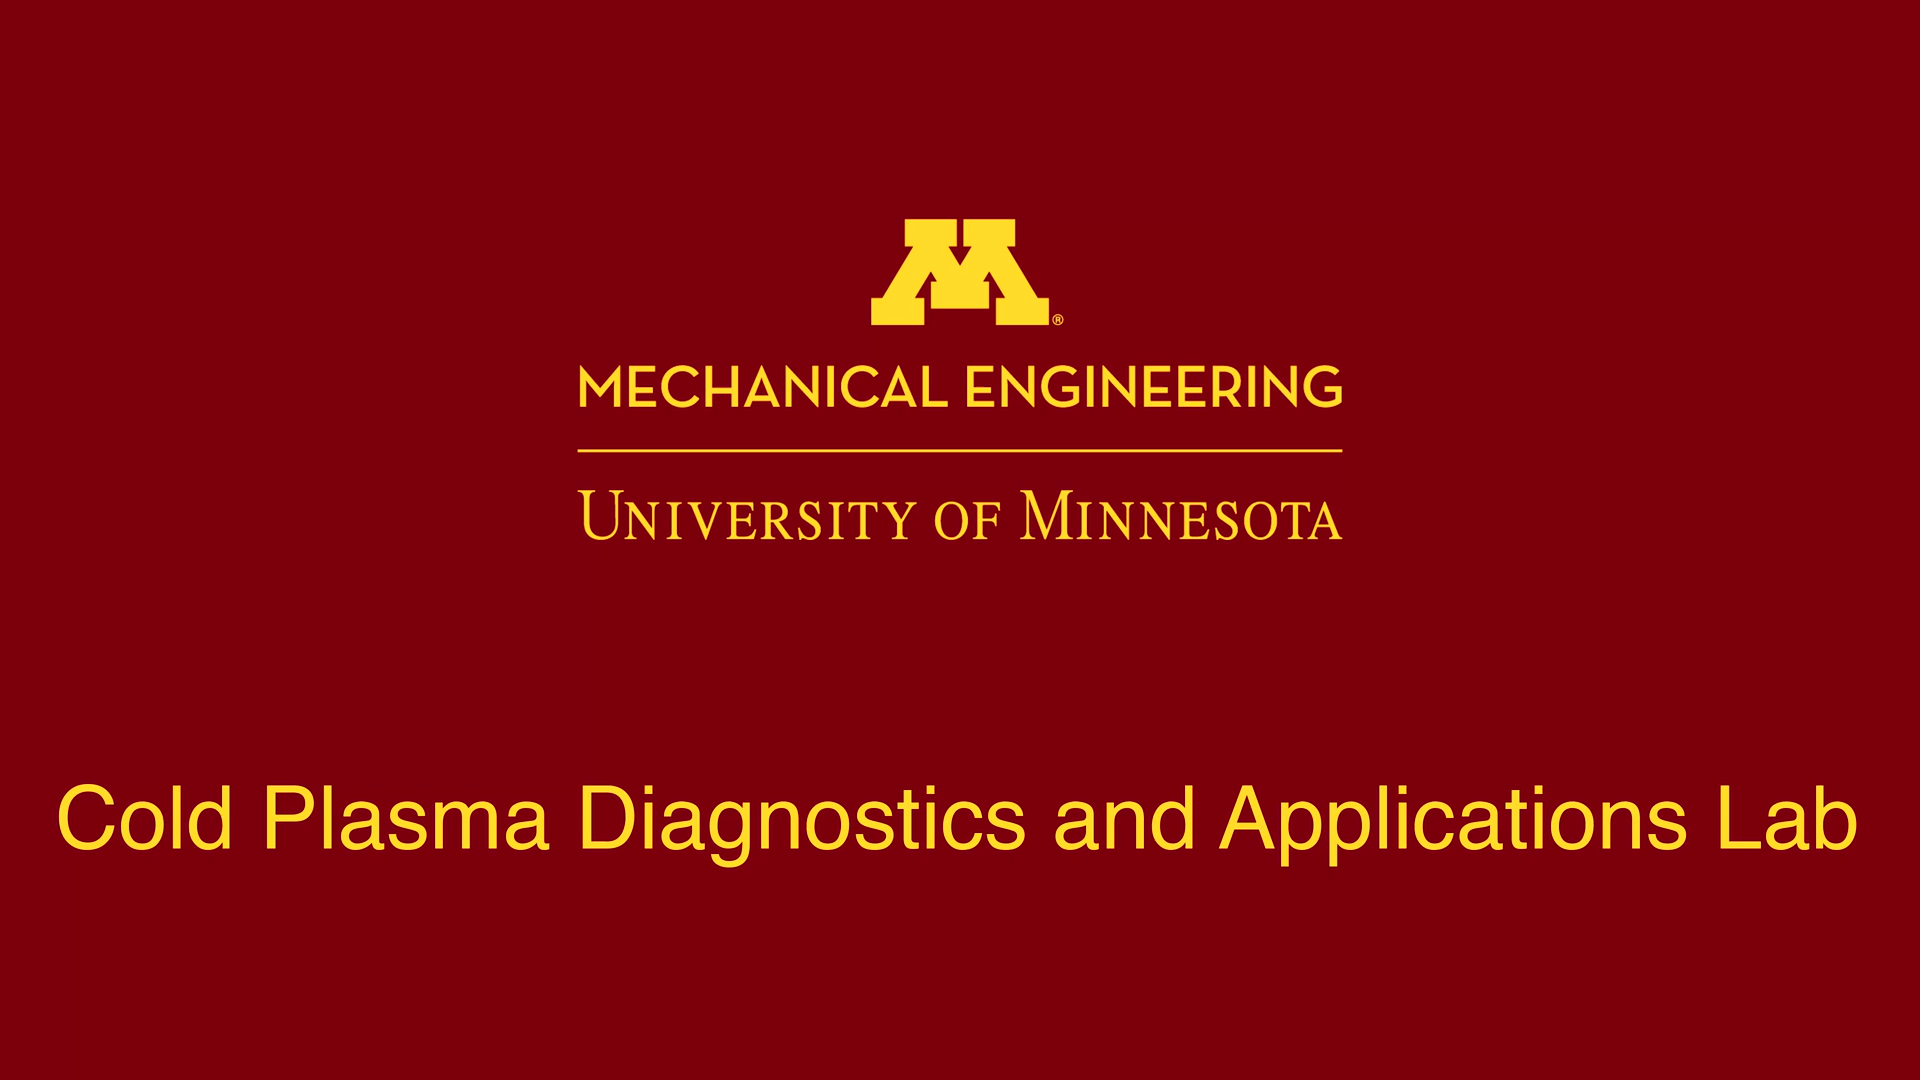 M®
MECHANICAL ENGINEERING
UNIVERSITY OF MINNESOTA
Cold Plasma Diagnostics and Applications Lab